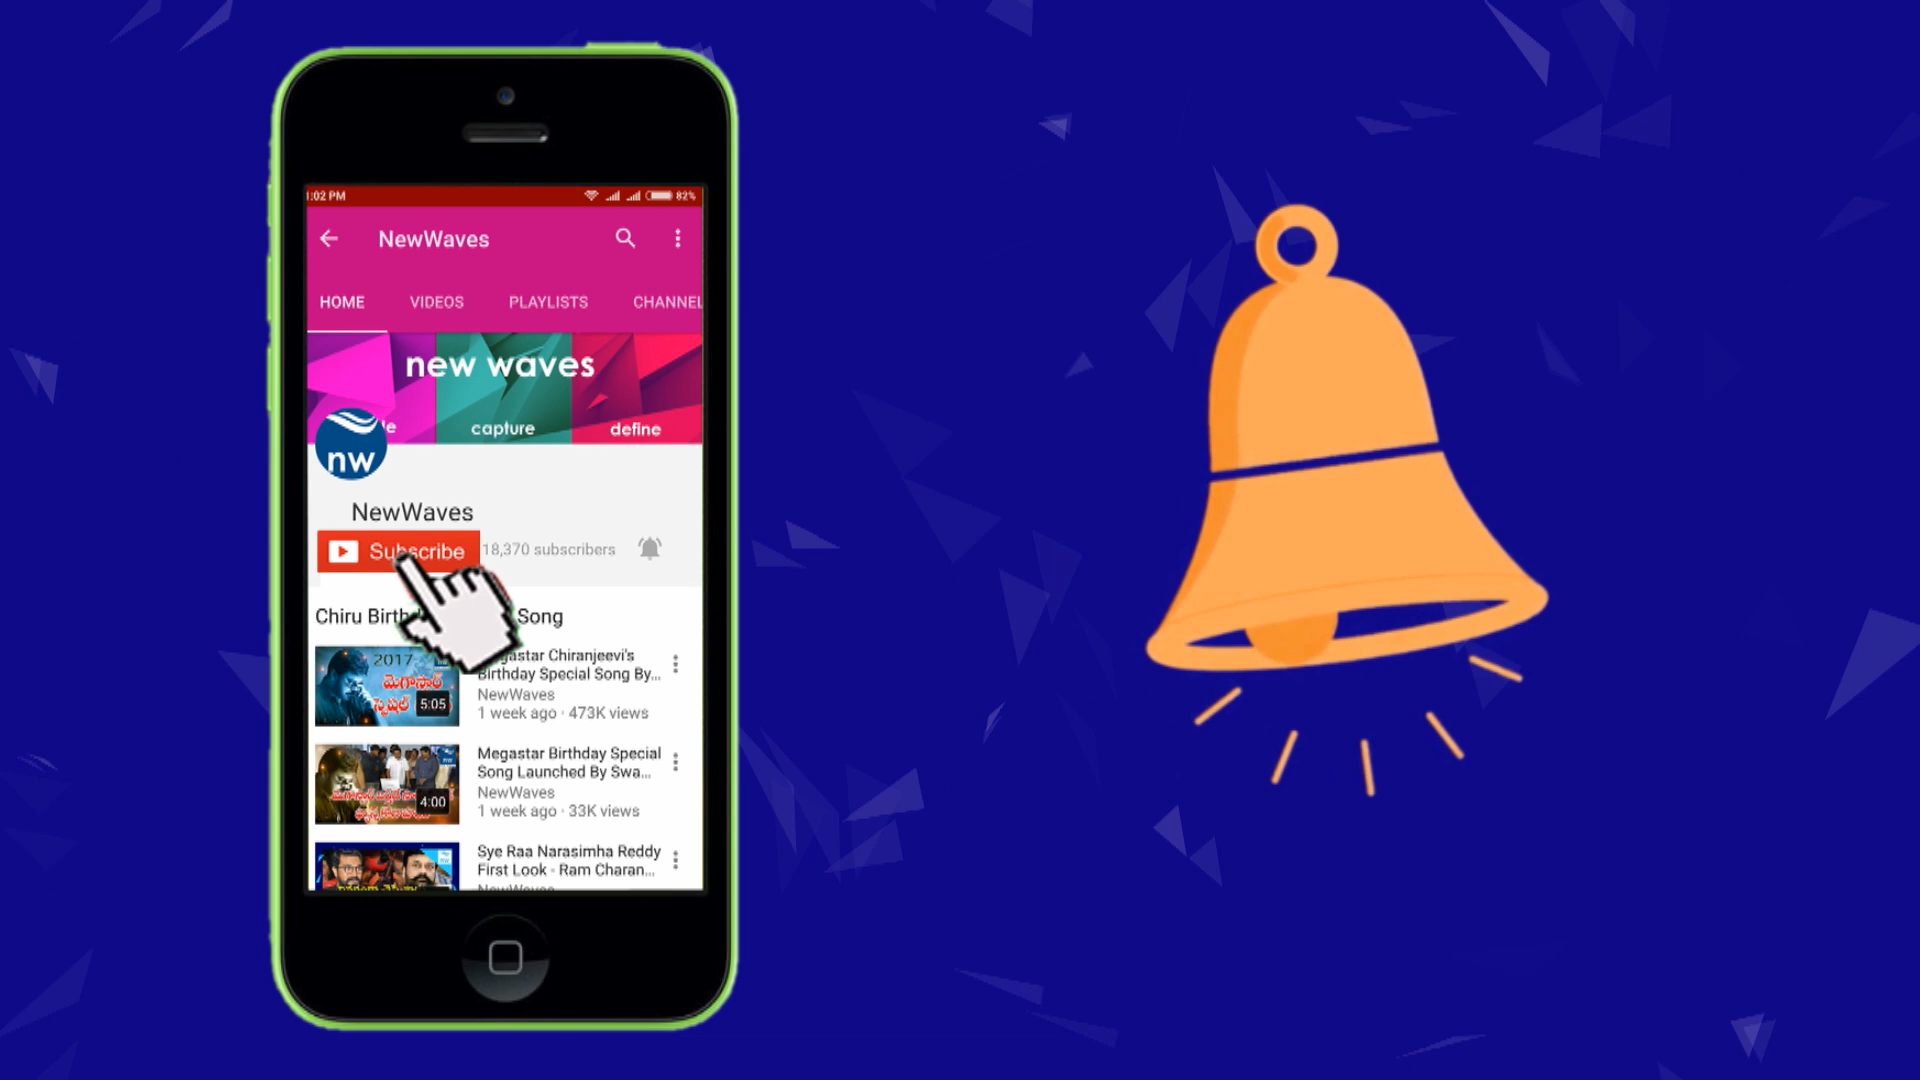 1:02 PM
82%
NewWaves
HOME VIDEOS PLAYLISTS CHANNEL
new waves
capture
define
nw
NewWaves
Subscribe 18,370 subscribers
Song
2017
మెగాస్టార్
స్పెషల్
5:05
Chiranjeevi's
Birthday Special Song By...
NewWaves
1 week ago · 473K views
4:00
Megastar Birthday Special
Song Launched By Swa...
NewWaves
1 week ago · 33K views
Sye Raa Narasimha Reddy
First Look - Ram Charan...